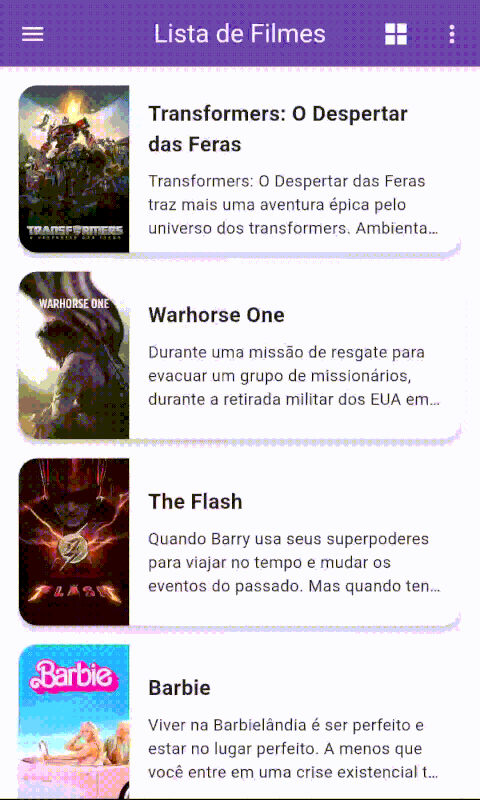 Lista de Filmes
TRANSFORMERS
O DESPERTAR DAS FERAS
Transformers: O Despertar
das Feras
Transformers: O Despertar das Feras
traz mais uma aventura épica pelo
universo dos transformers. Ambienta...
WARHORSE ONE
Warhorse One
Durante uma missão de resgate para
evacuar um grupo de missionários,
durante a retirada militar dos EUA em...
FLASH
The Flash
Quando Barry usa seus superpoderes
para viajar no tempo e mudar os
eventos do passado. Mas quando ten...
Barbie
Barbie
Viver na Barbielândia é ser perfeito e
estar no lugar perfeito. A menos que
você entre em uma crise existencial t...